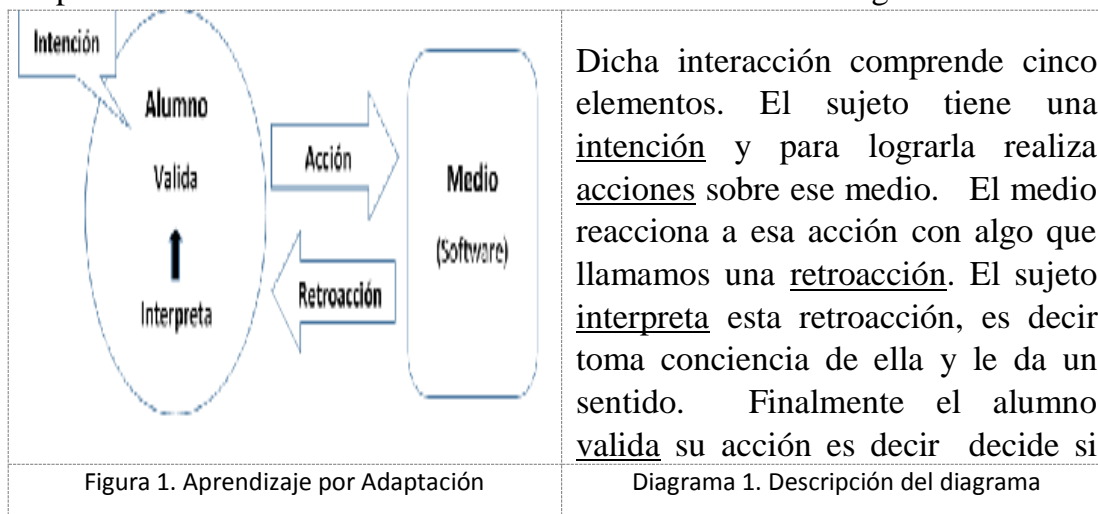 Intención
Alumno
Valida
Interpreta
Acción
Retroacción
Medio
(Software)
Dicha interacción comprende cinco
elementos. El sujeto tiene una
intención y para lograrla realiza
acciones sobre ese medio. El medio
reacciona a esa acción con algo que
llamamos una retroacción. El sujeto
interpreta esta retroacción, es decir
toma conciencia de ella y le da un
sentido. Finalmente el alumno
valida su acción es decir decide si
Figura 1. Aprendizaje por Adaptación
Diagrama 1. Descripción del diagrama